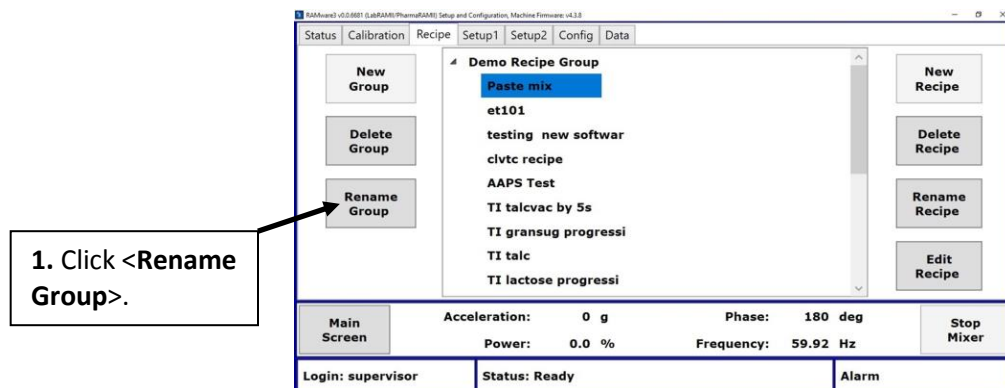 RAMware3 v0.0.6681 (LabRAMII/PharmaRAMII) Setup and Configuration, Machine Firmware: v4.3.8
Status Calibration Recipe Setup1 Setup2 Config Data
New
Group
Delete
Group
Rename
Group
Demo Recipe Group
Paste mix
et101
testing new softwar
clvtc recipe
AAPS Test
TI talcvac by 5s
TI gransug progressi
TI talc
TI lactose progressi
New
Recipe
Delete
Recipe
Rename
Recipe
Edit
Recipe
1. Click <Rename
Group>.
Main
Screen
Acceleration: 0 g Phase: 180 deg
Power: 0.0 % Frequency: 59.92 Hz
Stop
Mixer
Login: supervisor Status: Ready Alarm